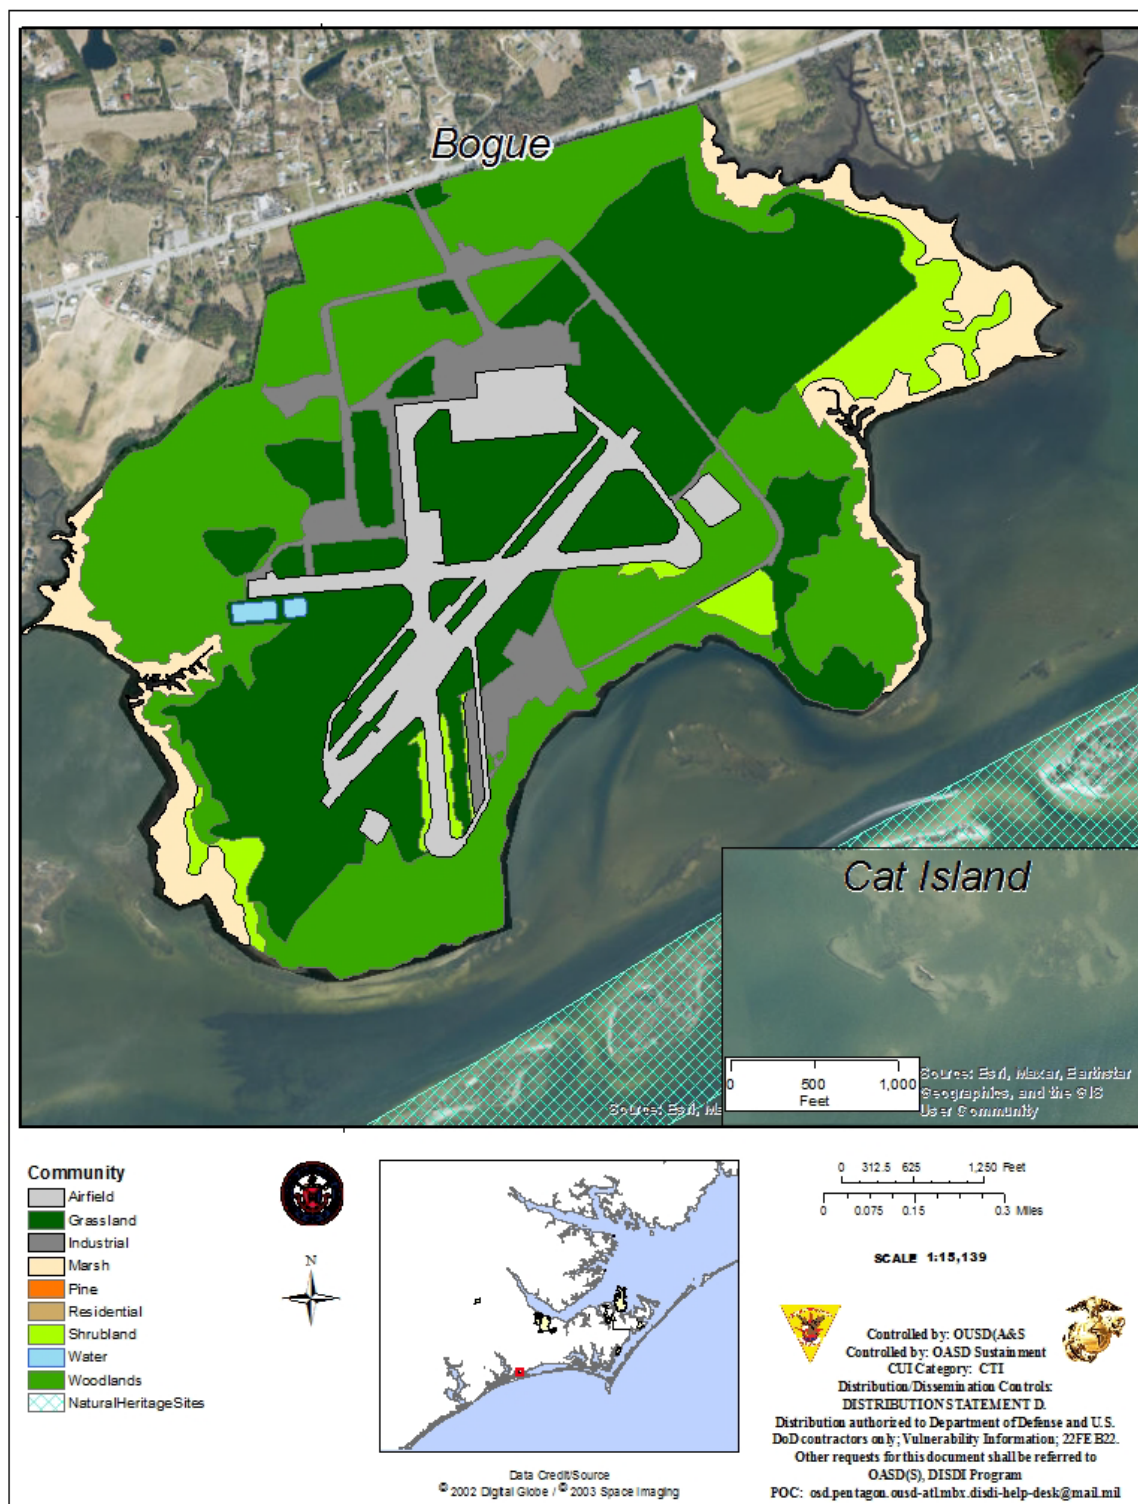 Bogue
Cat Island
0 500 1,000
Feet
Source: Esri, Maxar, Earthstar
Geographics, and the GIS
User Community
Source: Esri, Ma
Community
Airfield
Grassland
Industrial
Marsh
Pine
Residential
Shrubland
Water
Woodlands
NaturalHeritageSites
N
Data Credit/Source
© 2002 Digital Globe / © 2003 Space Imaging
0 312.5 625 1,250 Feet
0 0.075 0.15 0.3 Miles
SCALE 1:15,139
Controlled by: OUSD(A&S
Controlled by: OASD Sustainment
CUI Category: CTI
Distribution/Dissemination Controls:
DISTRIBUTION STATEMENT D.
Distribution authorized to Department of Defense and U.S.
DoD contractors only; Vulnerability Information; 22FEB22.
Other requests for this document shall be referred to
OASD(S), DISDI Program
POC: osd.pentagon.ousd-atl.mbx.disdi-help-desk@mail.mil